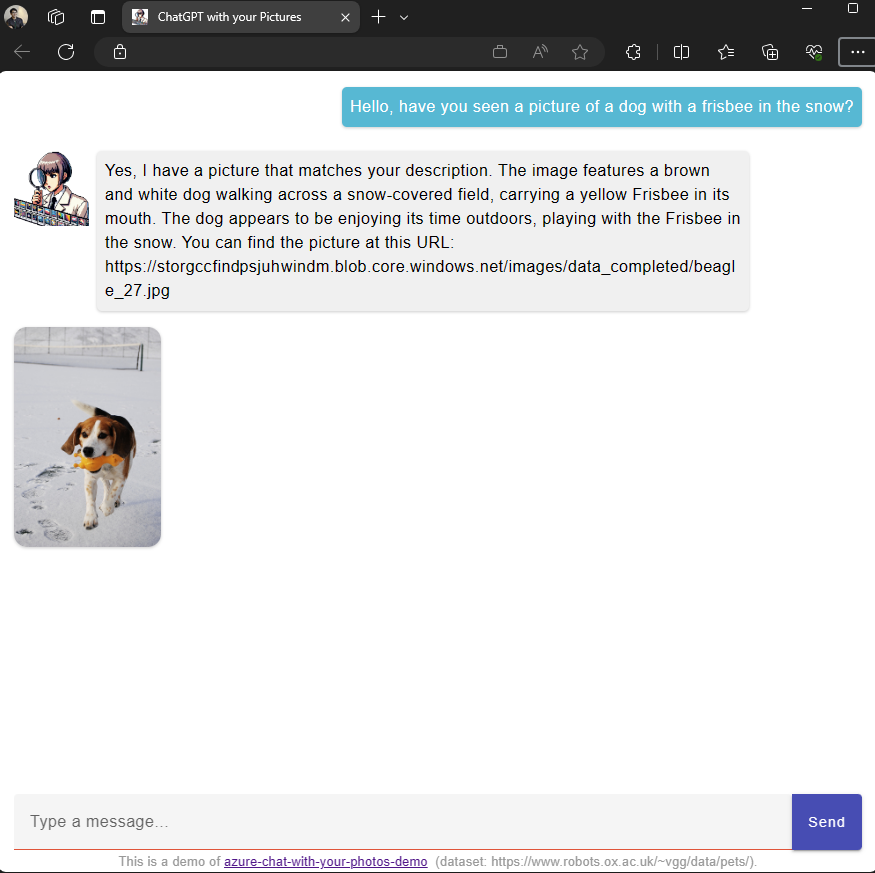 ChatGPT with your Pictures
Hello, have you seen a picture of a dog with a frisbee in the snow?
Yes, I have a picture that matches your description. The image features a brown
and white dog walking across a snow-covered field, carrying a yellow Frisbee in its
mouth. The dog appears to be enjoying its time outdoors, playing with the Frisbee in
the snow. You can find the picture at this URL:
https://storgccfindpsjuhwindm.blob.core.windows.net/images/data_completed/beagl
e_27.jpg
Type a message...
Send
This is a demo of azure-chat-with-your-photos-demo (dataset: https://www.robots.ox.ac.uk/~vgg/data/pets/).